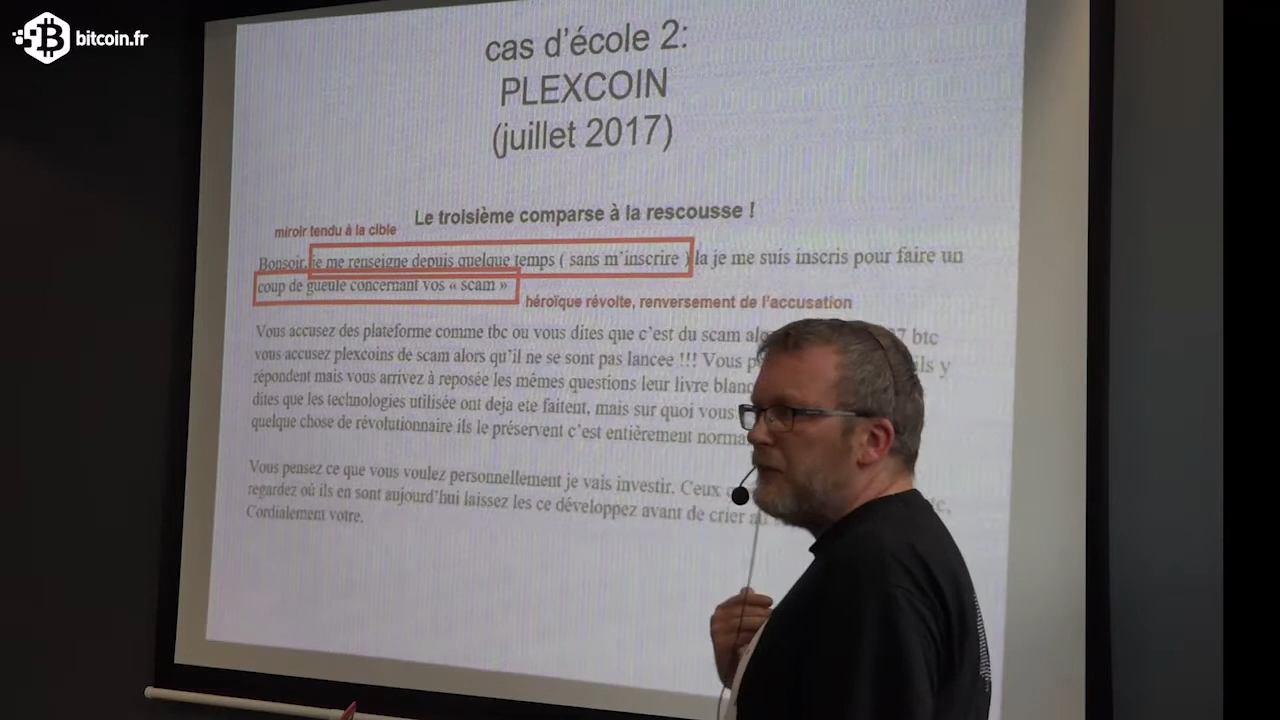 bitcoin.fr
cas d'école 2:
PLEXCOIN
(juillet 2017)
Le troisième comparse à la rescousse !
miroir tendu à la cible
Bonsoir, je me renseigne depuis quelque temps ( sans m'inscrire ) la je me suis inscris pour faire un
coup de gueule concernant vos « scam »
héroïque révolte, renversement de l'accusation
Vous accusez des plateforme comme tbc ou vous dites que c'est du scam btc
vous accusez plexcoins de scam alors qu'il ne se sont pas lancee !!! Vous ils y
répondent mais vous arrivez à reposée les mêmes questions leur livre
dites que les technologies utilisée ont deja ete faitent, mais sur quoi vous
quelque chose de révolutionnaire ils le préservent c'est entièrement
Vous pensez ce que vous voulez personnellement je vais investir. Ceux
regardez où ils en sont aujourd'hui laissez les ce développez avant de crier
Cordialement votre.